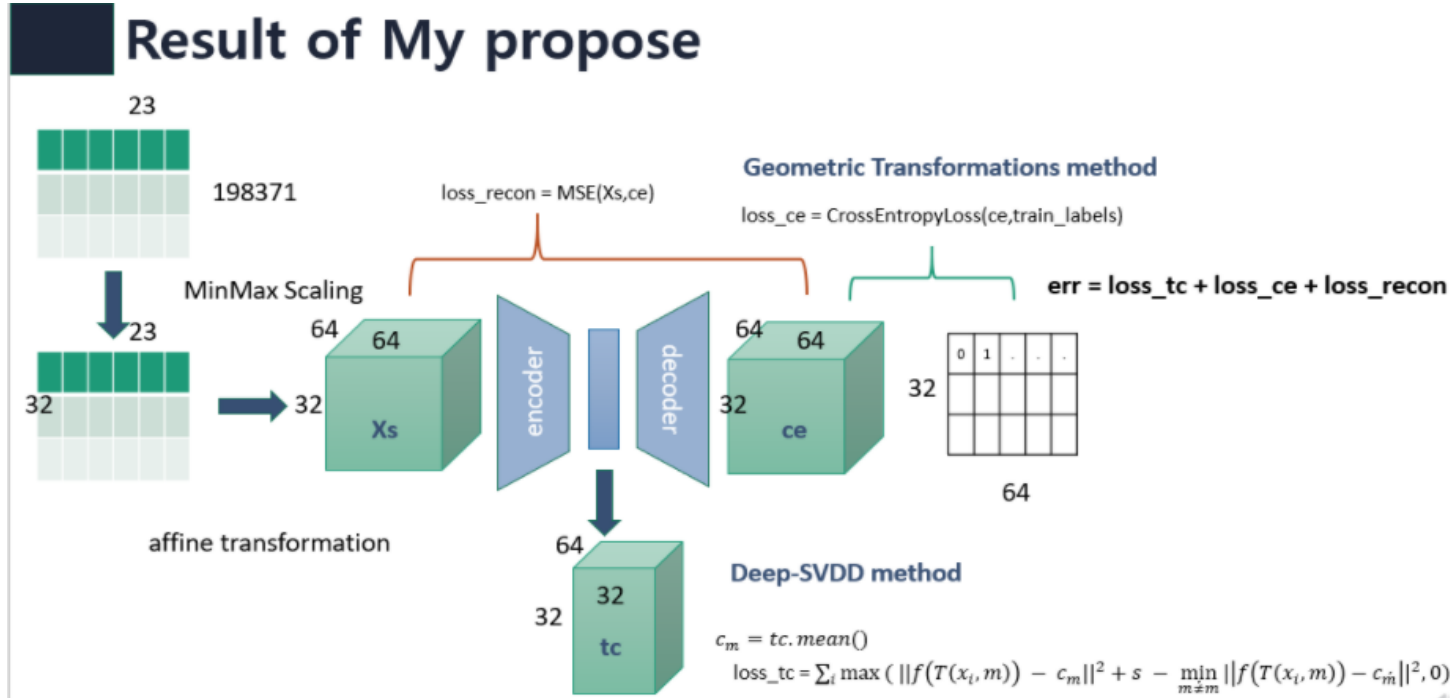 Result of My propose
23
198371
MinMax Scaling
23
32
affine transformation
loss_recon = MSE(Xs,ce)
64
64
32
Xs
encoder
decoder
Geometric Transformations method
loss_ce = CrossEntropyLoss(ce,train_labels)
err = loss_tc + loss_ce + loss_recon
64
64
32
ce
0 1 . . .
32
64
64
32
32
tc
Deep-SVDD method
c_m = tc.mean()
loss_tc = ∑_i max ( ||f(T(x_i, m)) − c_m||² + s − min_{ṁ≠m} ||f(T(x_i, m)) − c_ṁ||², 0)